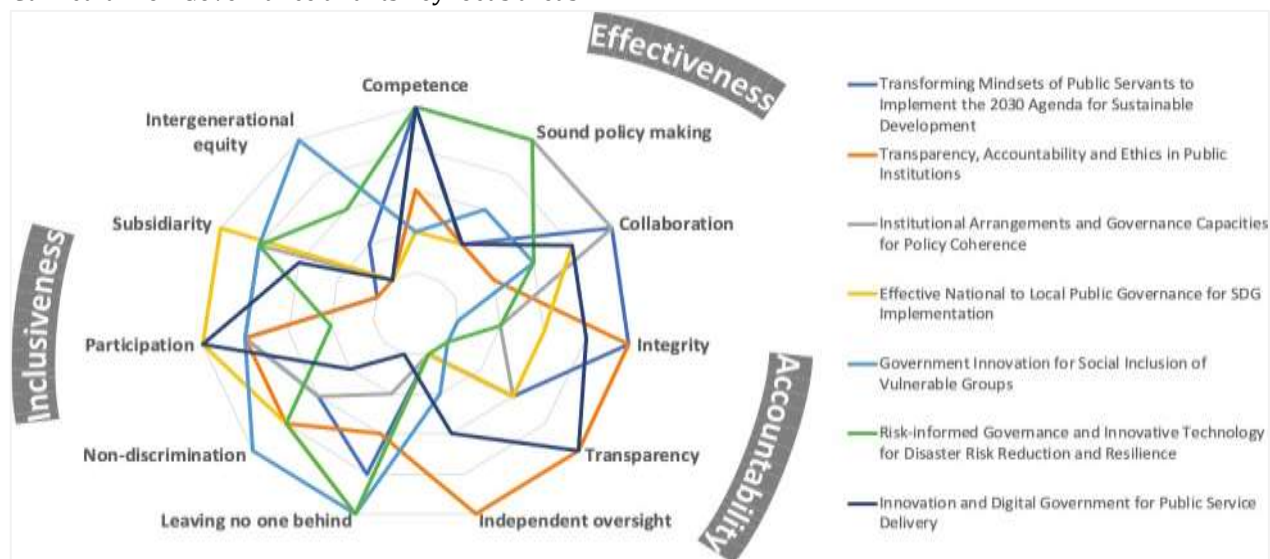 Effectiveness
Competence
Intergenerational
equity
Sound policy making
Subsidiarity
Collaboration
Inclusiveness
Participation
Integrity
Accountability
Non-discrimination
Transparency
Leaving no one behind
Independent oversight
Transforming Mindsets of Public Servants to
Implement the 2030 Agenda for Sustainable
Development
Transparency, Accountability and Ethics in Public
Institutions
Institutional Arrangements and Governance Capacities
for Policy Coherence
Effective National to Local Public Governance for SDG
Implementation
Government Innovation for Social Inclusion of
Vulnerable Groups
Risk-informed Governance and Innovative Technology
for Disaster Risk Reduction and Resilience
Innovation and Digital Government for Public Service
Delivery